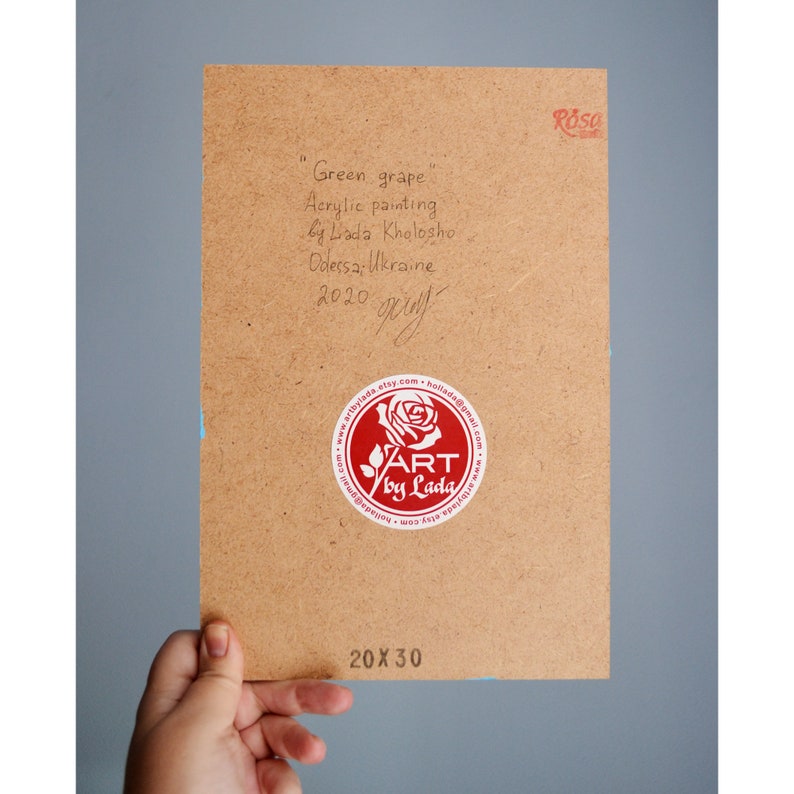 Rosa
"Green grape"
Acrylic painting
by Lada Kholosho
Odessa, Ukraine
2020
www.artbylada.etsy.com • hollada@gmail.com • www.artbylada.etsy.com • hollada@gmail.com •
ART
by Lada
20X30